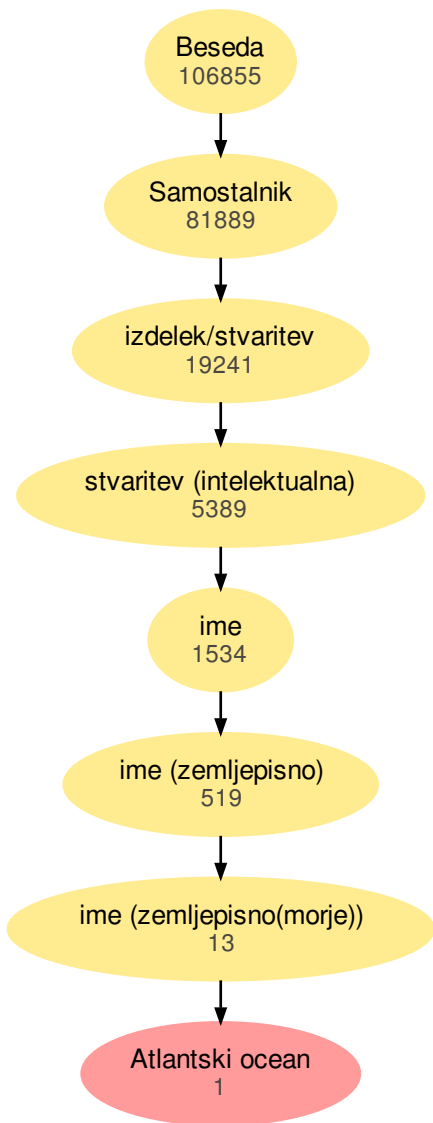 Beseda
106855
Samostalnik
81889
izdelek/stvaritev
19241
stvaritev (intelektualna)
5389
ime
1534
ime (zemljepisno)
519
ime (zemljepisno(morje))
13
Atlantski ocean
1